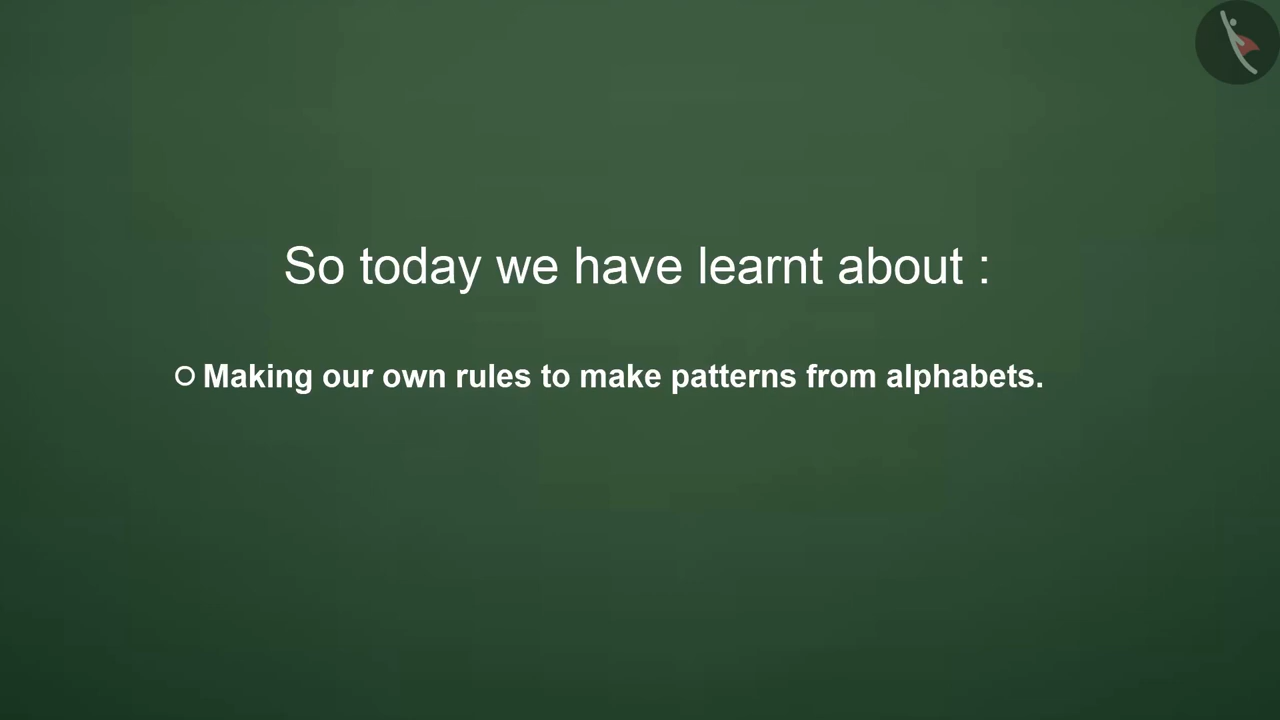 So today we have learnt about :
Making our own rules to make patterns from alphabets.